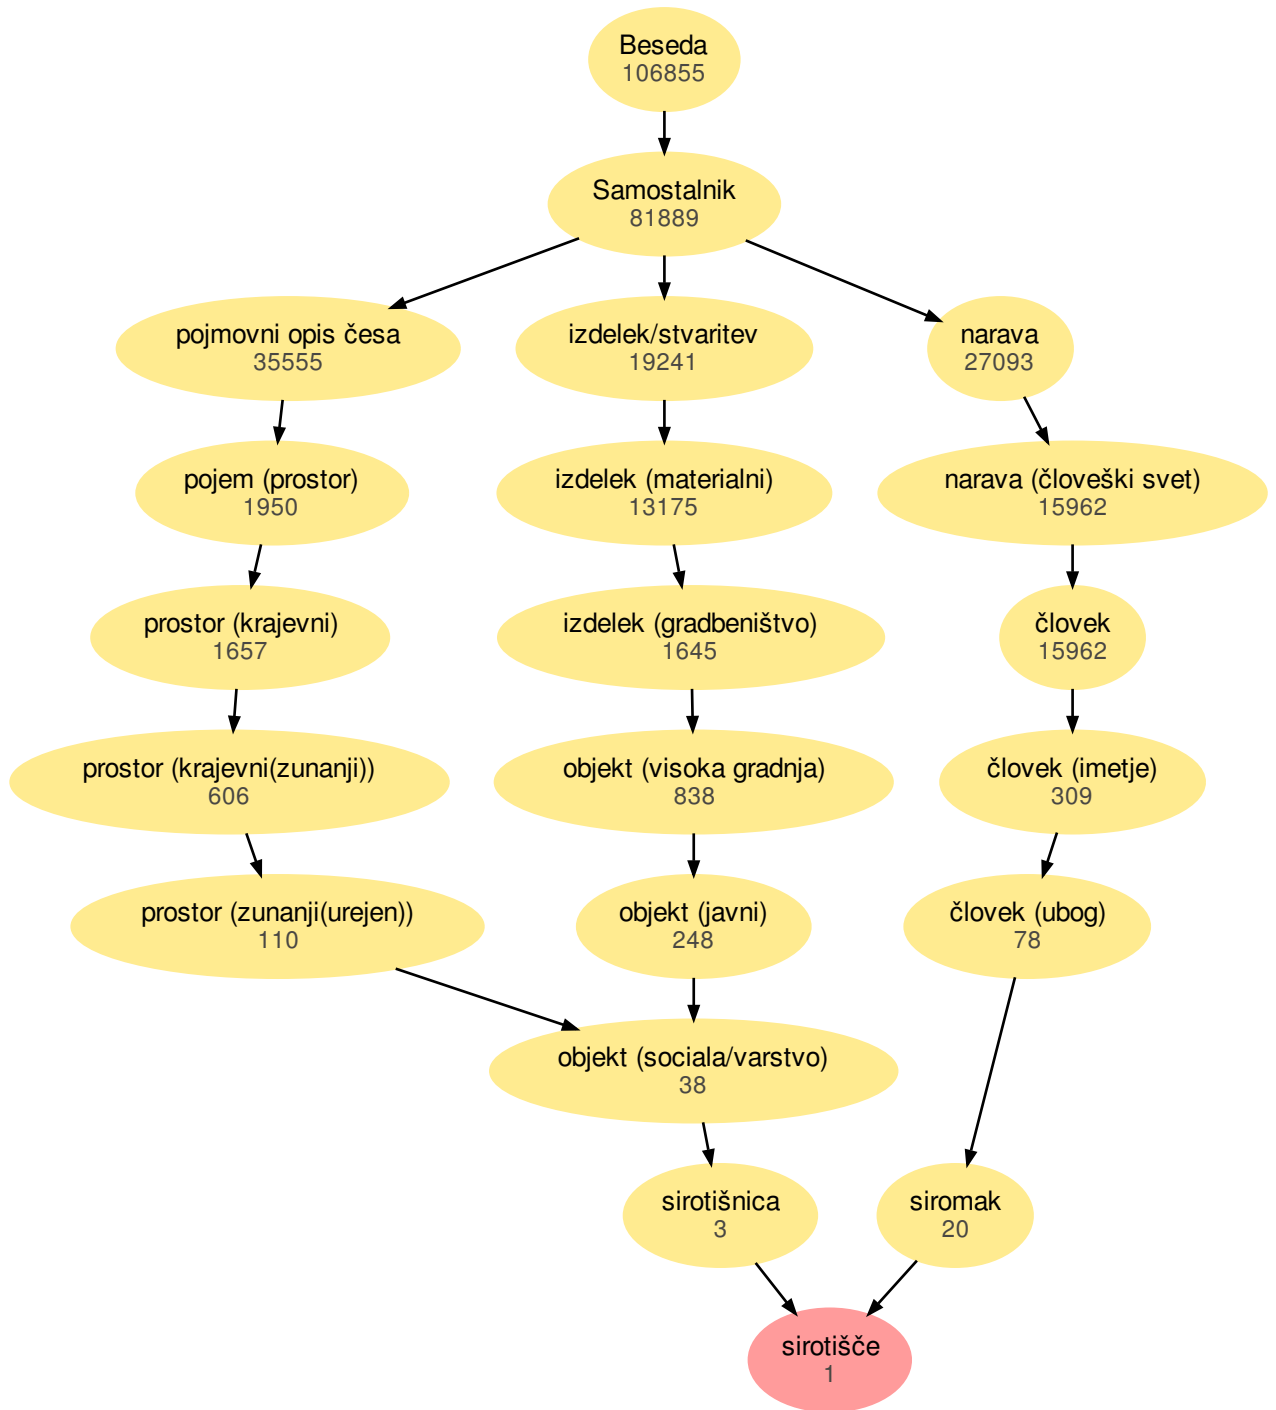 Beseda
106855
Samostalnik
81889
pojmovni opis česa
35555
izdelek/stvaritev
19241
narava
27093
pojem (prostor)
1950
izdelek (materialni)
13175
narava (človeški svet)
15962
prostor (krajevni)
1657
izdelek (gradbeništvo)
1645
človek
15962
prostor (krajevni(zunanji))
606
objekt (visoka gradnja)
838
človek (imetje)
309
prostor (zunanji(urejen))
110
objekt (javni)
248
človek (ubog)
78
objekt (sociala/varstvo)
38
sirotišnica
3
siromak
20
sirotišče
1